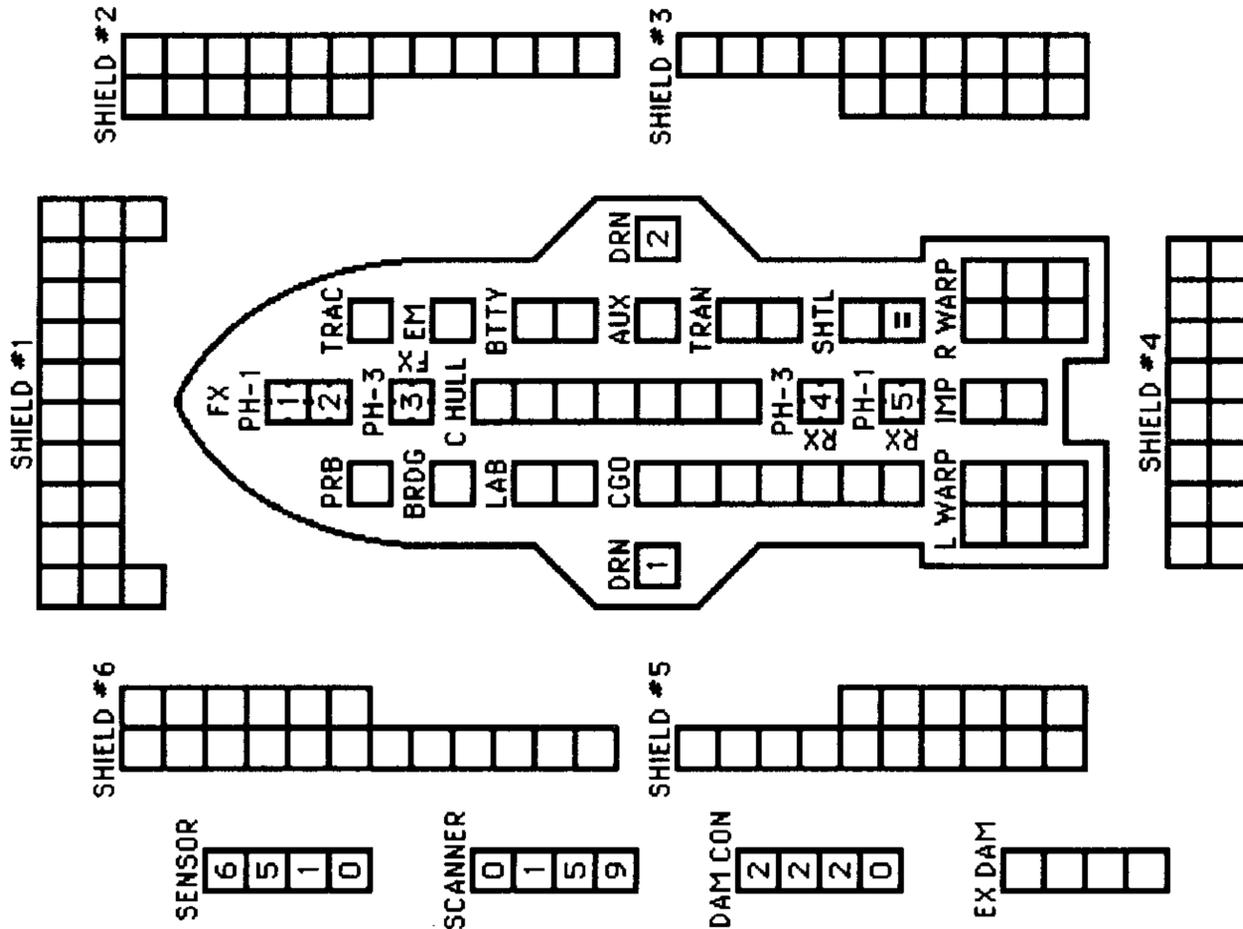 SHIELD #1
SHIELD #2
SHIELD #3
SHIELD #4
SHIELD #5
SHIELD #6
FX
PH-1
1
2
PRB
TRAC
PH-3
3
FX
BRDG
EM
C HULL
LAB
BTTY
DRN
1
CGO
AUX
DRN
2
TRAN
PH-3
4
RX
SHTL
=
PH-1
5
RX
L WARP
IMP
R WARP
SENSOR
6
5
1
0
SCANNER
0
1
5
9
DAM CON
2
2
2
0
EX DAM